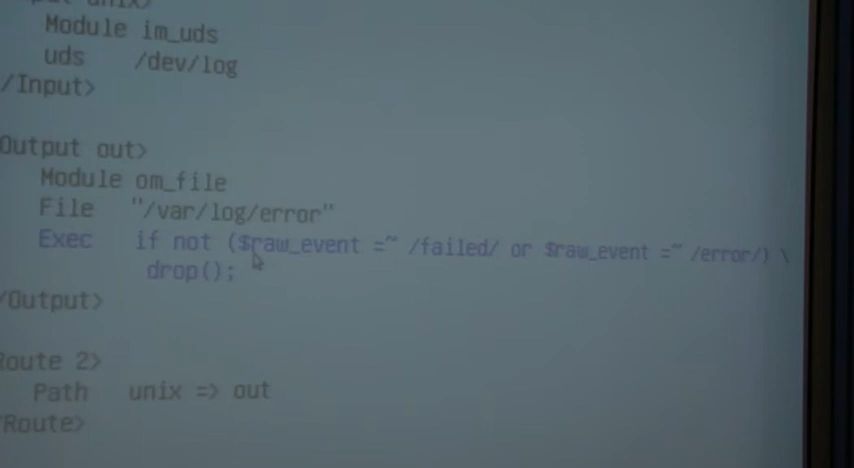 unix>
Module im_uds
uds /dev/log
/Input>
Output out>
Module om_file
File "/var/log/error"
Exec if not ($raw_event =~ /failed/ or $raw_event =~ /error/) \
drop();
/Output>
Route 2>
Path unix => out
/Route>